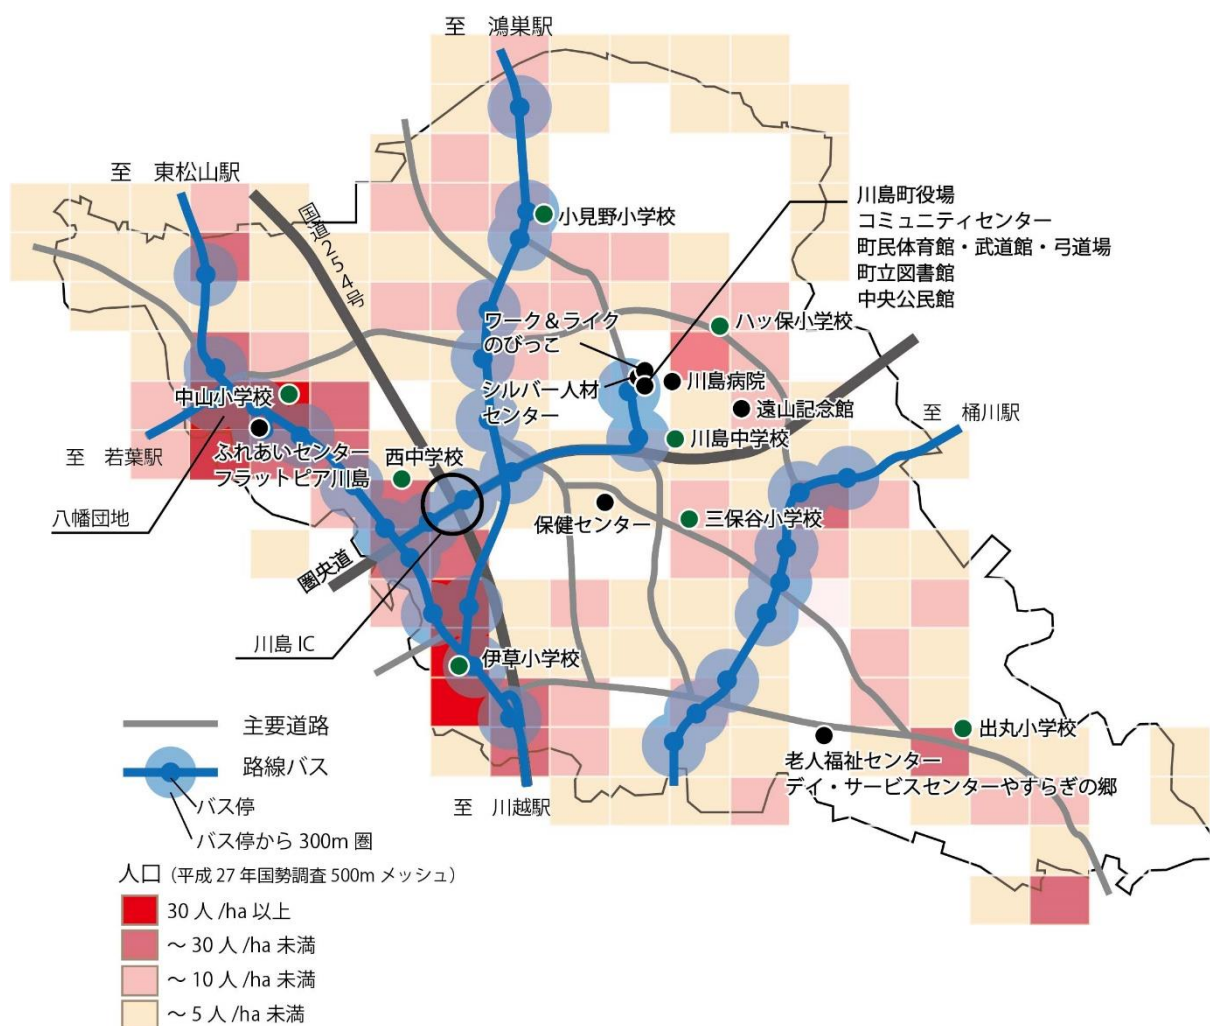 至 鴻巣駅
至 東松山駅
国道254号
川島町役場
コミュニティセンター
町民体育館・武道館・弓道場
町立図書館
中央公民館
小見野小学校
ワーク＆ライク
のびっこ
ハッ保小学校
シルバー人材
センター
川島病院
遠山記念館
中山小学校
至 桶川駅
川島中学校
至 若葉駅
ふれあいセンター
フラットピア川島
西中学校
八幡団地
保健センター
三保谷小学校
圏央道
川島 IC
伊草小学校
出丸小学校
老人福祉センター
デイ・サービスセンターやすらぎの郷
至 川越駅
主要道路
路線バス
バス停
バス停から 300m 圏
人口（平成 27 年国勢調査 500m メッシュ）
30 人 /ha 以上
～ 30 人 /ha 未満
～ 10 人 /ha 未満
～ 5 人 /ha 未満